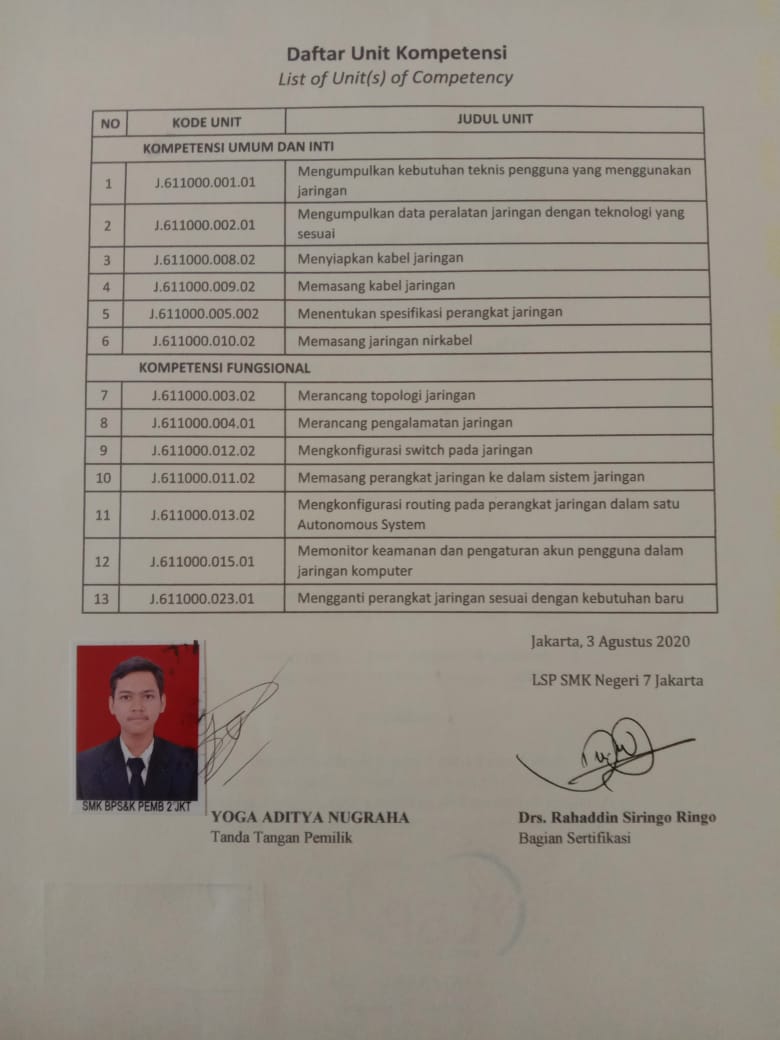 Daftar Unit Kompetensi
List of Unit(s) of Competency
NO KODE UNIT JUDUL UNIT
KOMPETENSI UMUM DAN INTI
1 J.611000.001.01 Mengumpulkan kebutuhan teknis pengguna yang menggunakan
jaringan
2 J.611000.002.01 Mengumpulkan data peralatan jaringan dengan teknologi yang
sesuai
3 J.611000.008.02 Menyiapkan kabel jaringan
4 J.611000.009.02 Memasang kabel jaringan
5 J.611000.005.002 Menentukan spesifikasi perangkat jaringan
6 J.611000.010.02 Memasang jaringan nirkabel
KOMPETENSI FUNGSIONAL
7 J.611000.003.02 Merancang topologi jaringan
8 J.611000.004.01 Merancang pengalamatan jaringan
9 J.611000.012.02 Mengkonfigurasi switch pada jaringan
10 J.611000.011.02 Memasang perangkat jaringan ke dalam sistem jaringan
11 J.611000.013.02 Mengkonfigurasi routing pada perangkat jaringan dalam satu
Autonomous System
12 J.611000.015.01 Memonitor keamanan dan pengaturan akun pengguna dalam
jaringan komputer
13 J.611000.023.01 Mengganti perangkat jaringan sesuai dengan kebutuhan baru
Jakarta, 3 Agustus 2020
LSP SMK Negeri 7 Jakarta
SMK BPS&K PEMB 2 JKT
YOGA ADITYA NUGRAHA
Tanda Tangan Pemilik
Drs. Rahaddin Siringo Ringo
Bagian Sertifikasi